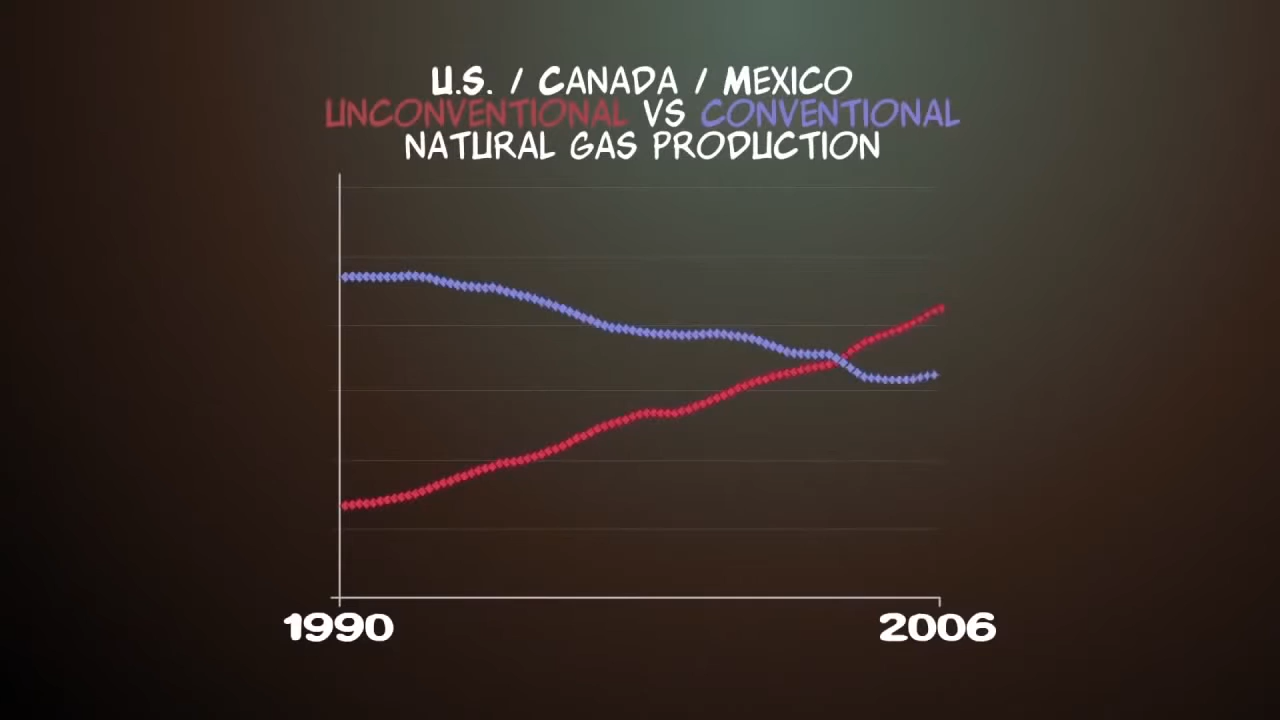 U.S. / CANADA / MEXICO
UNCONVENTIONAL VS CONVENTIONAL
NATURAL GAS PRODUCTION
1990 2006